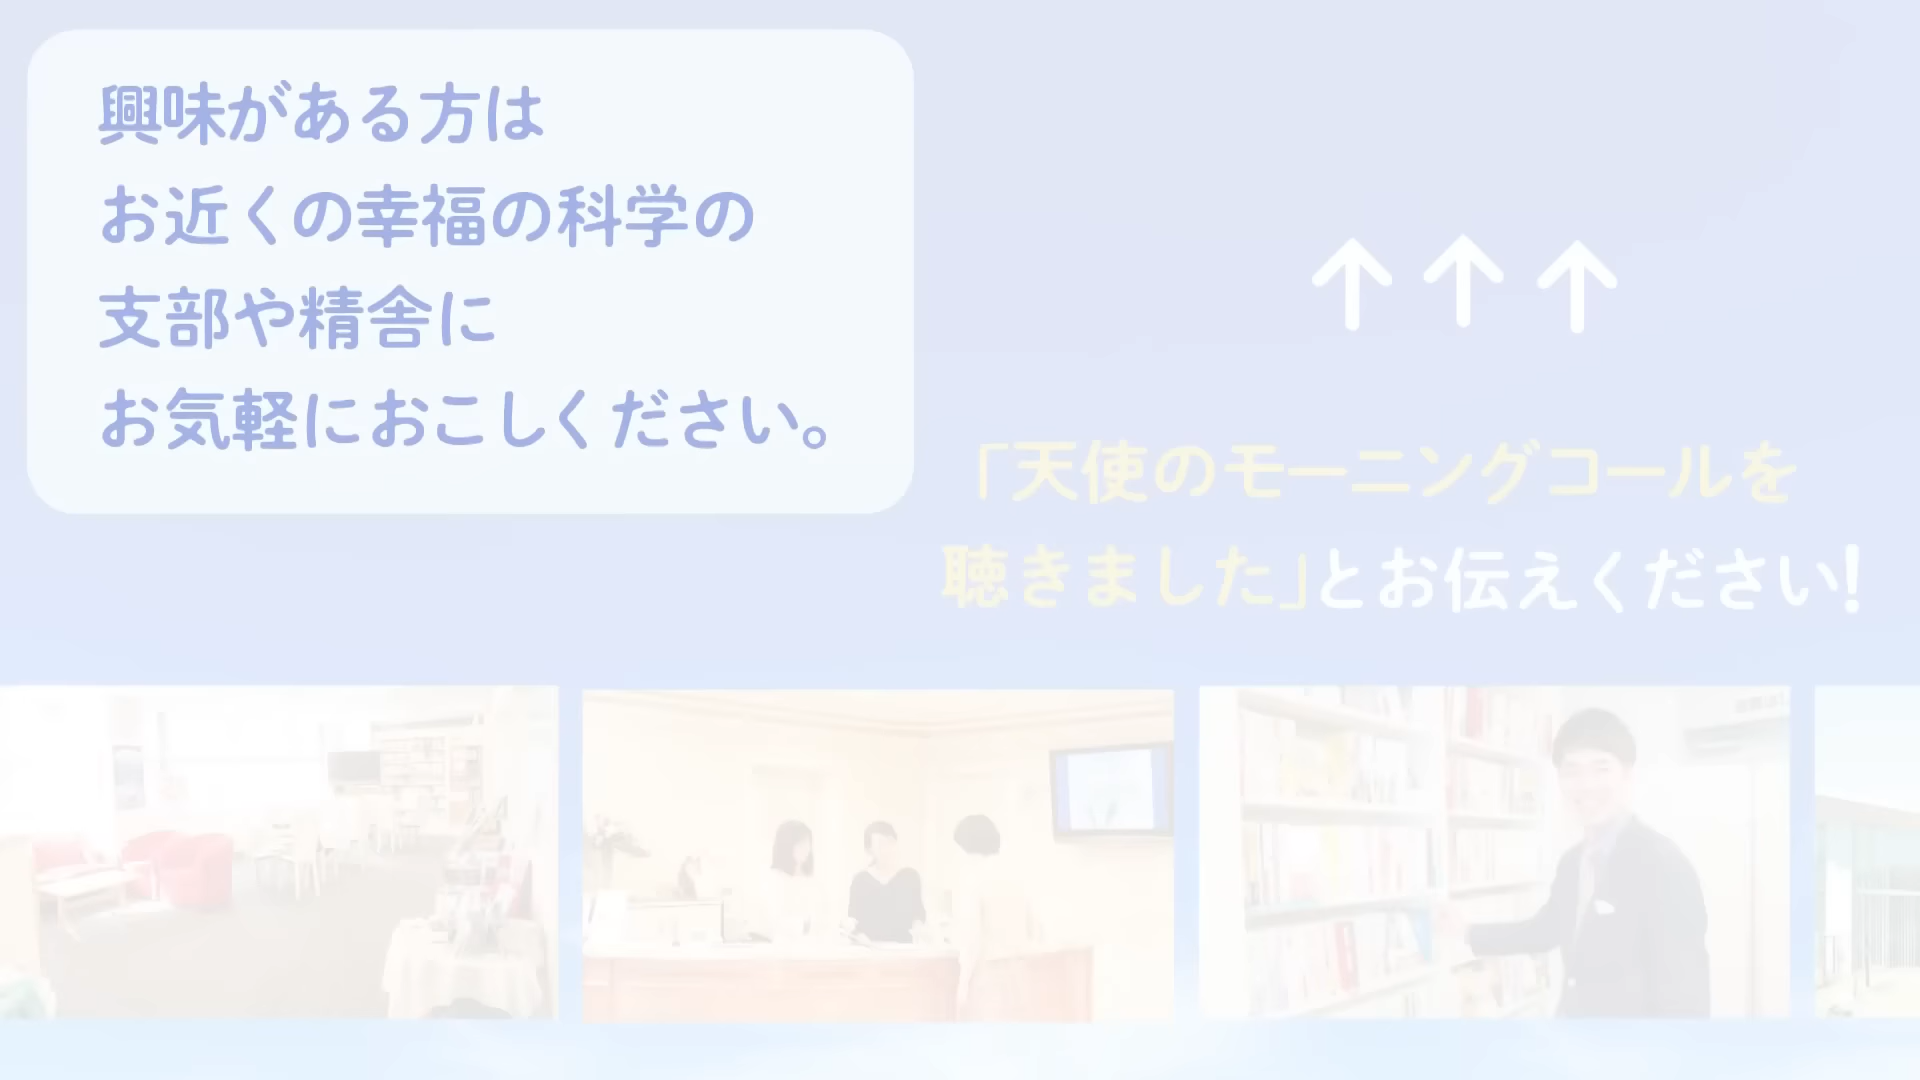 興味がある方は
お近くの幸福の科学の
支部や精舎に
お気軽におこしください。
↑↑↑
「天使のモーニングコールを
聴きました」とお伝えください!